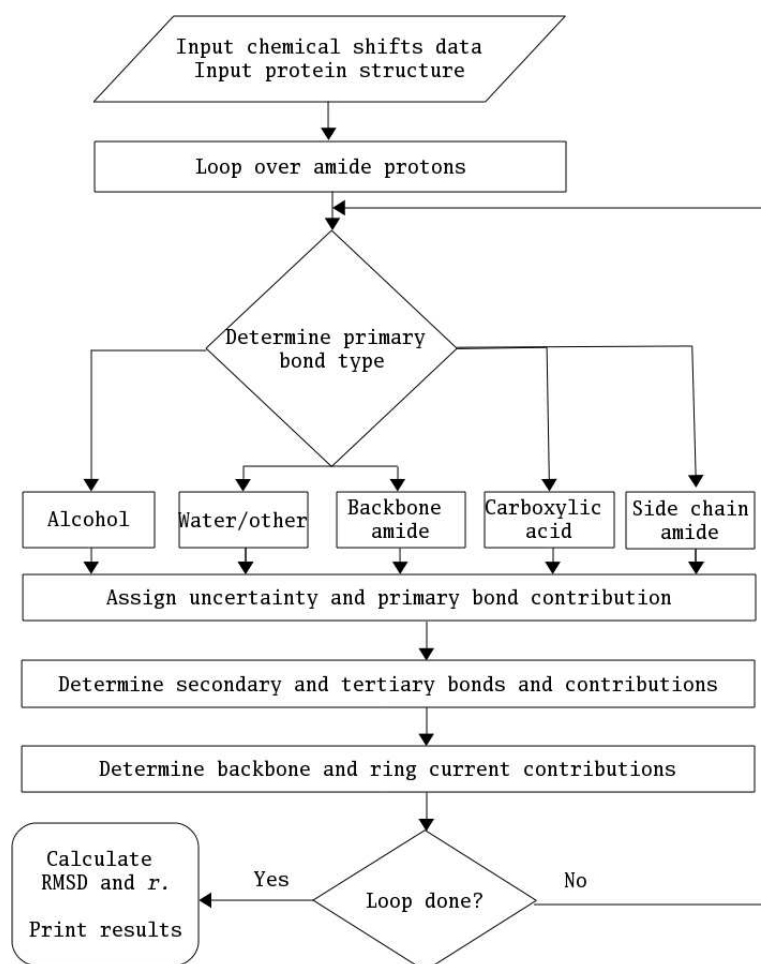 Input chemical shifts data
Input protein structure
Loop over amide protons
Determine primary
bond type
Alcohol
Water/other
Backbone
amide
Carboxylic
acid
Side chain
amide
Assign uncertainty and primary bond contribution
Determine secondary and tertiary bonds and contributions
Determine backbone and ring current contributions
Calculate
RMSD and r.
Print results
Yes
Loop done?
No